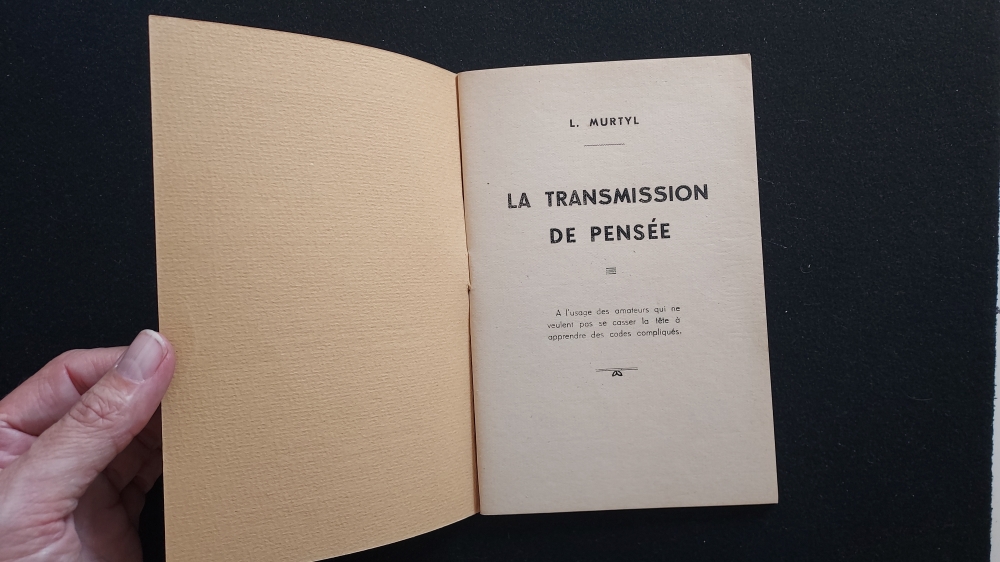 L. MURTYL
LA TRANSMISSION
DE PENSÉE
A l'usage des amateurs qui ne
veulent pas se casser la tête à
apprendre des codes compliqués.